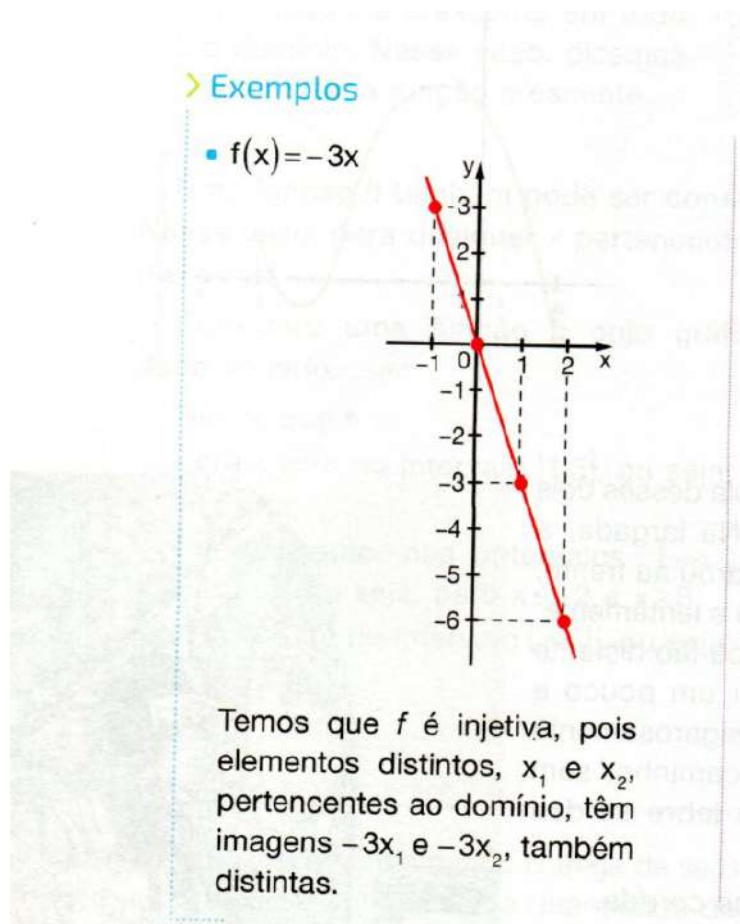 Exemplos
f(x) = −3x
y
3
2
1
−1 0 1 2 x
−1
−2
−3
−4
−5
−6
Temos que f é injetiva, pois
elementos distintos, x₁ e x₂,
pertencentes ao domínio, têm
imagens −3x₁ e −3x₂, também
distintas.